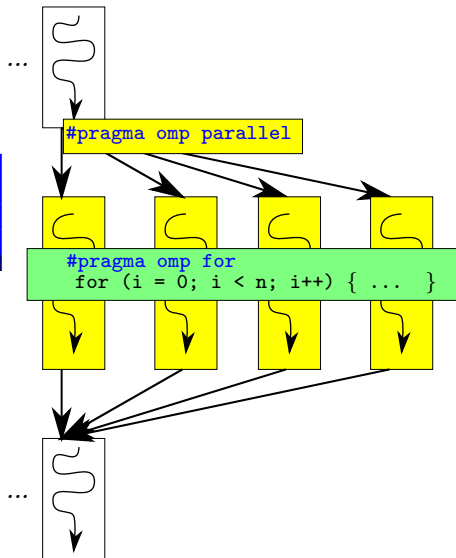 ...
#pragma omp parallel
#pragma omp for
for (i = 0; i < n; i++) { ... }
...